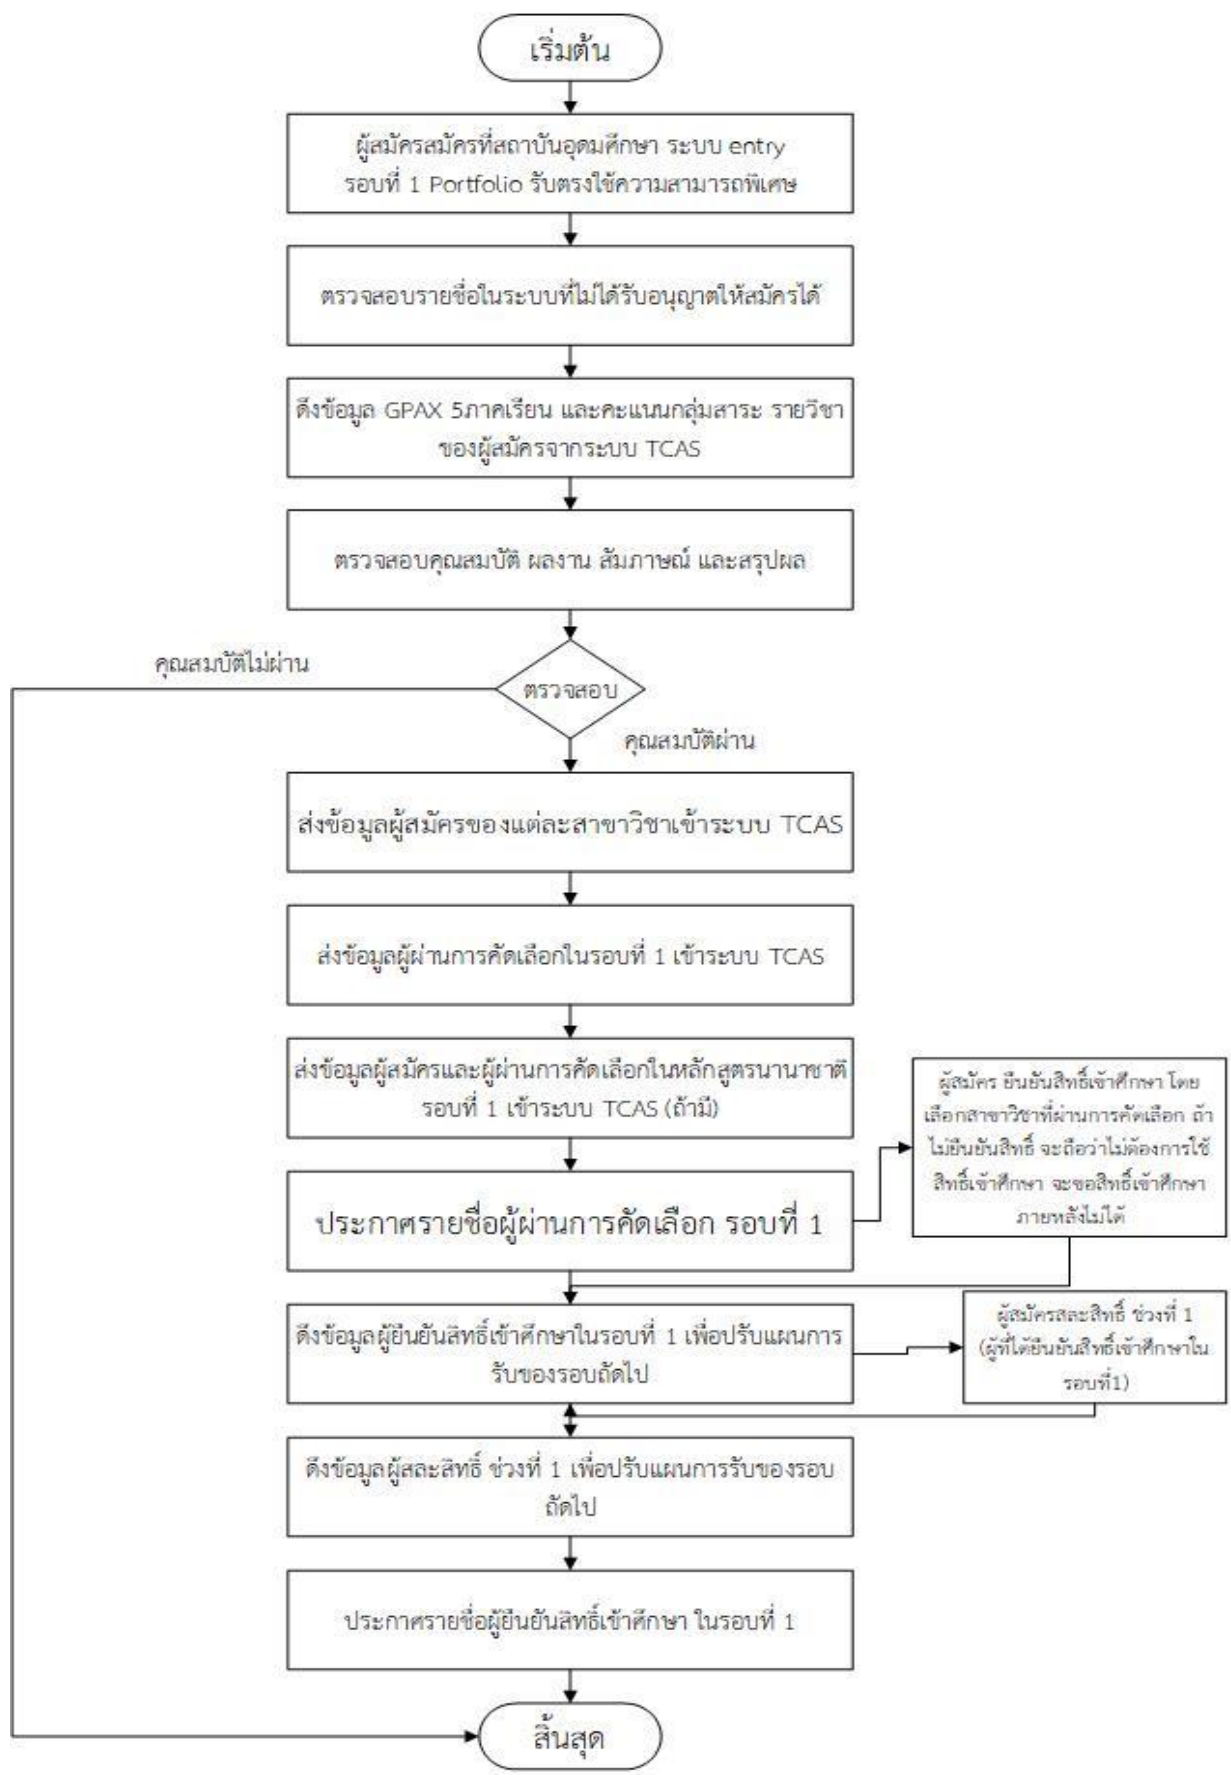 เริ่มต้น
ผู้สมัครสมัครที่สถาบันอุดมศึกษา ระบบ entry
รอบที่ 1 Portfolio รับตรงใช้ความสามารถพิเศษ
ตรวจสอบรายชื่อในระบบที่ไม่ได้รับอนุญาตให้สมัครได้
ดึงข้อมูล GPAX 5ภาคเรียน และคะแนนกลุ่มสาระ รายวิชา
ของผู้สมัครจากระบบ TCAS
ตรวจสอบคุณสมบัติ ผลงาน สัมภาษณ์ และสรุปผล
คุณสมบัติไม่ผ่าน
ตรวจสอบ
คุณสมบัติผ่าน
ส่งข้อมูลผู้สมัครของแต่ละสาขาวิชาเข้าระบบ TCAS
ส่งข้อมูลผู้ผ่านการคัดเลือกในรอบที่ 1 เข้าระบบ TCAS
ส่งข้อมูลผู้สมัครและผู้ผ่านการคัดเลือกในหลักสูตรนานาชาติ
รอบที่ 1 เข้าระบบ TCAS (ถ้ามี)
ผู้สมัคร ยืนยันสิทธิ์เข้าศึกษา โดย
เลือกสาขาวิชาที่ผ่านการคัดเลือก ถ้า
ไม่ยืนยันสิทธิ์ จะถือว่าไม่ต้องการใช้
สิทธิ์เข้าศึกษา จะขอสิทธิ์เข้าศึกษา
ภายหลังไม่ได้
ประกาศรายชื่อผู้ผ่านการคัดเลือก รอบที่ 1
ดึงข้อมูลผู้ยืนยันสิทธิ์เข้าศึกษาในรอบที่ 1 เพื่อปรับแผนการ
รับของรอบถัดไป
ผู้สมัครสละสิทธิ์ ช่วงที่ 1
(ผู้ที่ได้ยืนยันสิทธิ์เข้าศึกษาใน
รอบที่1)
ดึงข้อมูลผู้สละสิทธิ์ ช่วงที่ 1 เพื่อปรับแผนการรับของรอบ
ถัดไป
ประกาศรายชื่อผู้ยืนยันสิทธิ์เข้าศึกษา ในรอบที่ 1
สิ้นสุด